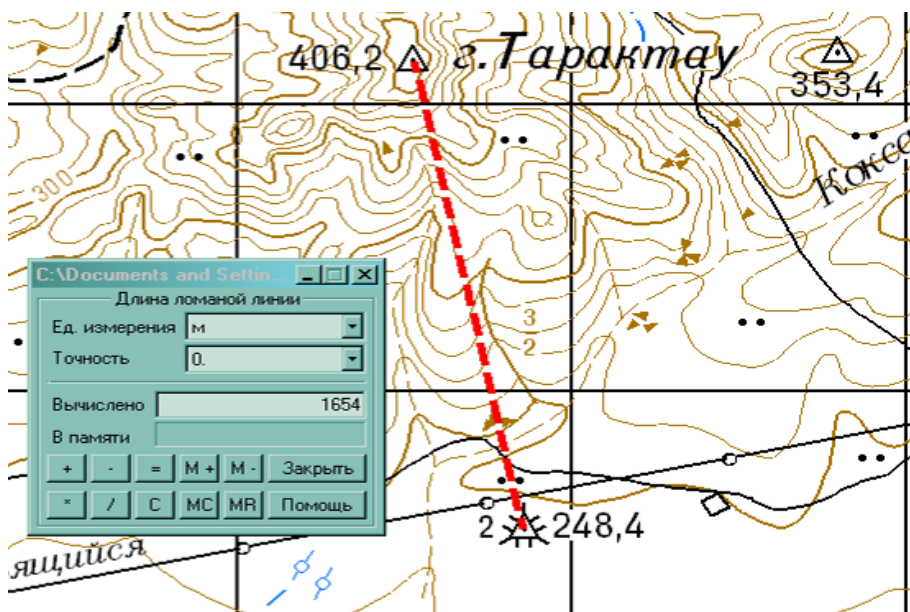 406,2 г.Тарактау
353,4
Кокса
300
C:\Documents and Settin...
Длина ломаной линии
Ед. измерения м
Точность 0.
Вычислено 1654
В памяти
+ - = M + M - Закрыть
* / C MC MR Помощь
3
2
2 248,4
ящийся